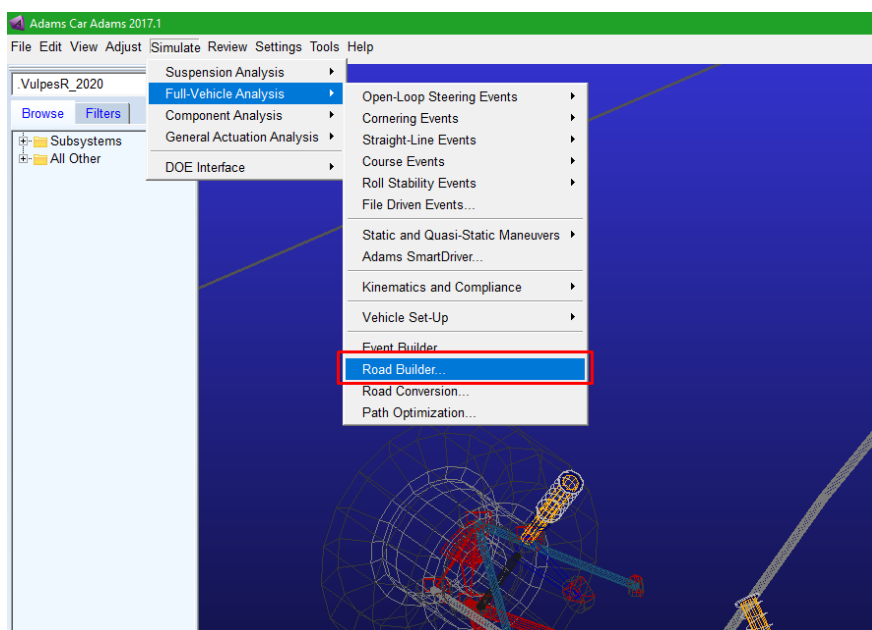 Adams Car Adams 2017.1
File Edit View Adjust Simulate Review Settings Tools Help
.VulpesR_2020
Browse Filters
Subsystems
All Other
Suspension Analysis
Full-Vehicle Analysis
Component Analysis
General Actuation Analysis
DOE Interface
Open-Loop Steering Events
Cornering Events
Straight-Line Events
Course Events
Roll Stability Events
File Driven Events...
Static and Quasi-Static Maneuvers
Adams SmartDriver...
Kinematics and Compliance
Vehicle Set-Up
Event Builder
Road Builder...
Road Conversion...
Path Optimization...